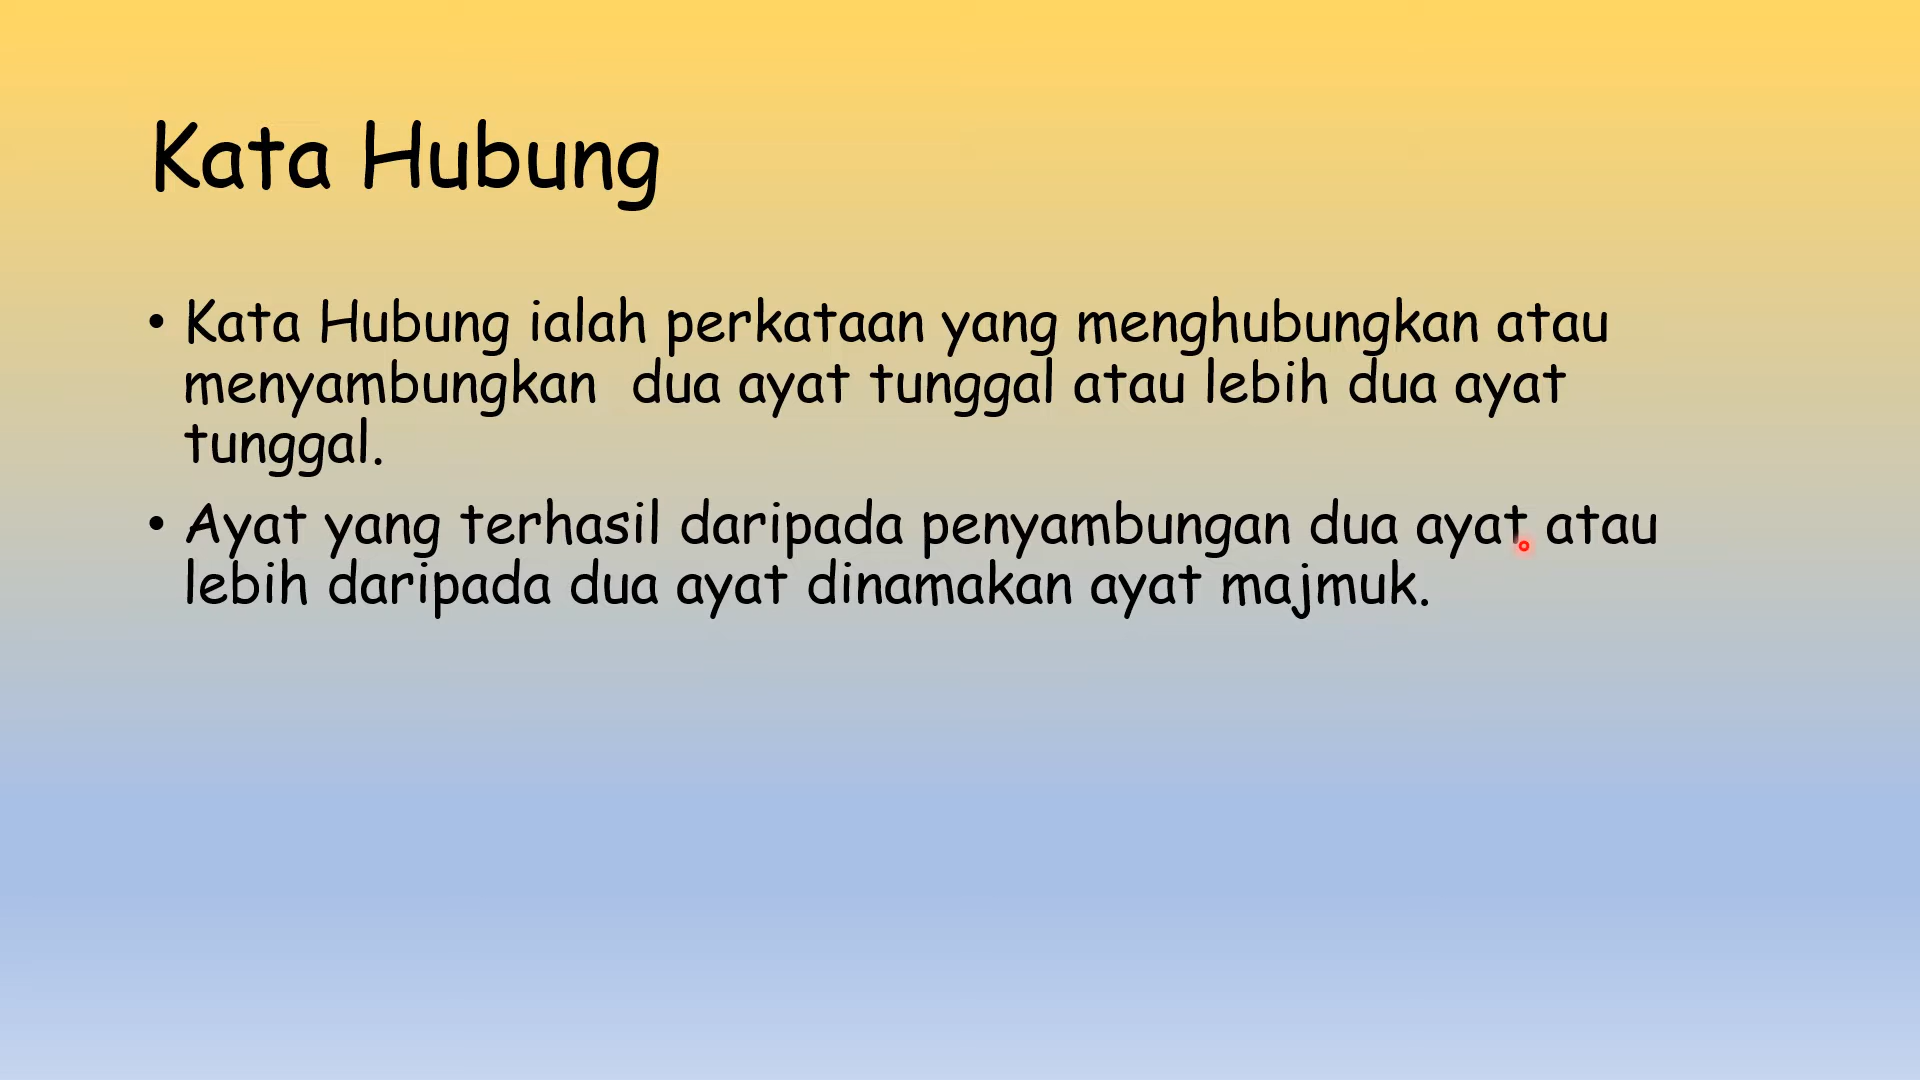 Kata Hubung
• Kata Hubung ialah perkataan yang menghubungkan atau
menyambungkan  dua ayat tunggal atau lebih dua ayat
tunggal.
• Ayat yang terhasil daripada penyambungan dua ayat atau
lebih daripada dua ayat dinamakan ayat majmuk.